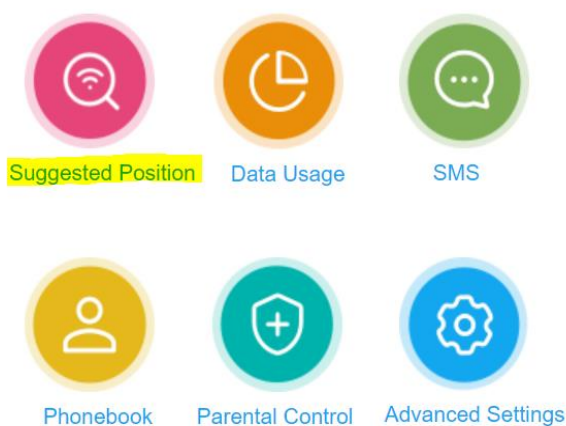 Suggested Position
Data Usage
SMS
Phonebook
Parental Control
Advanced Settings